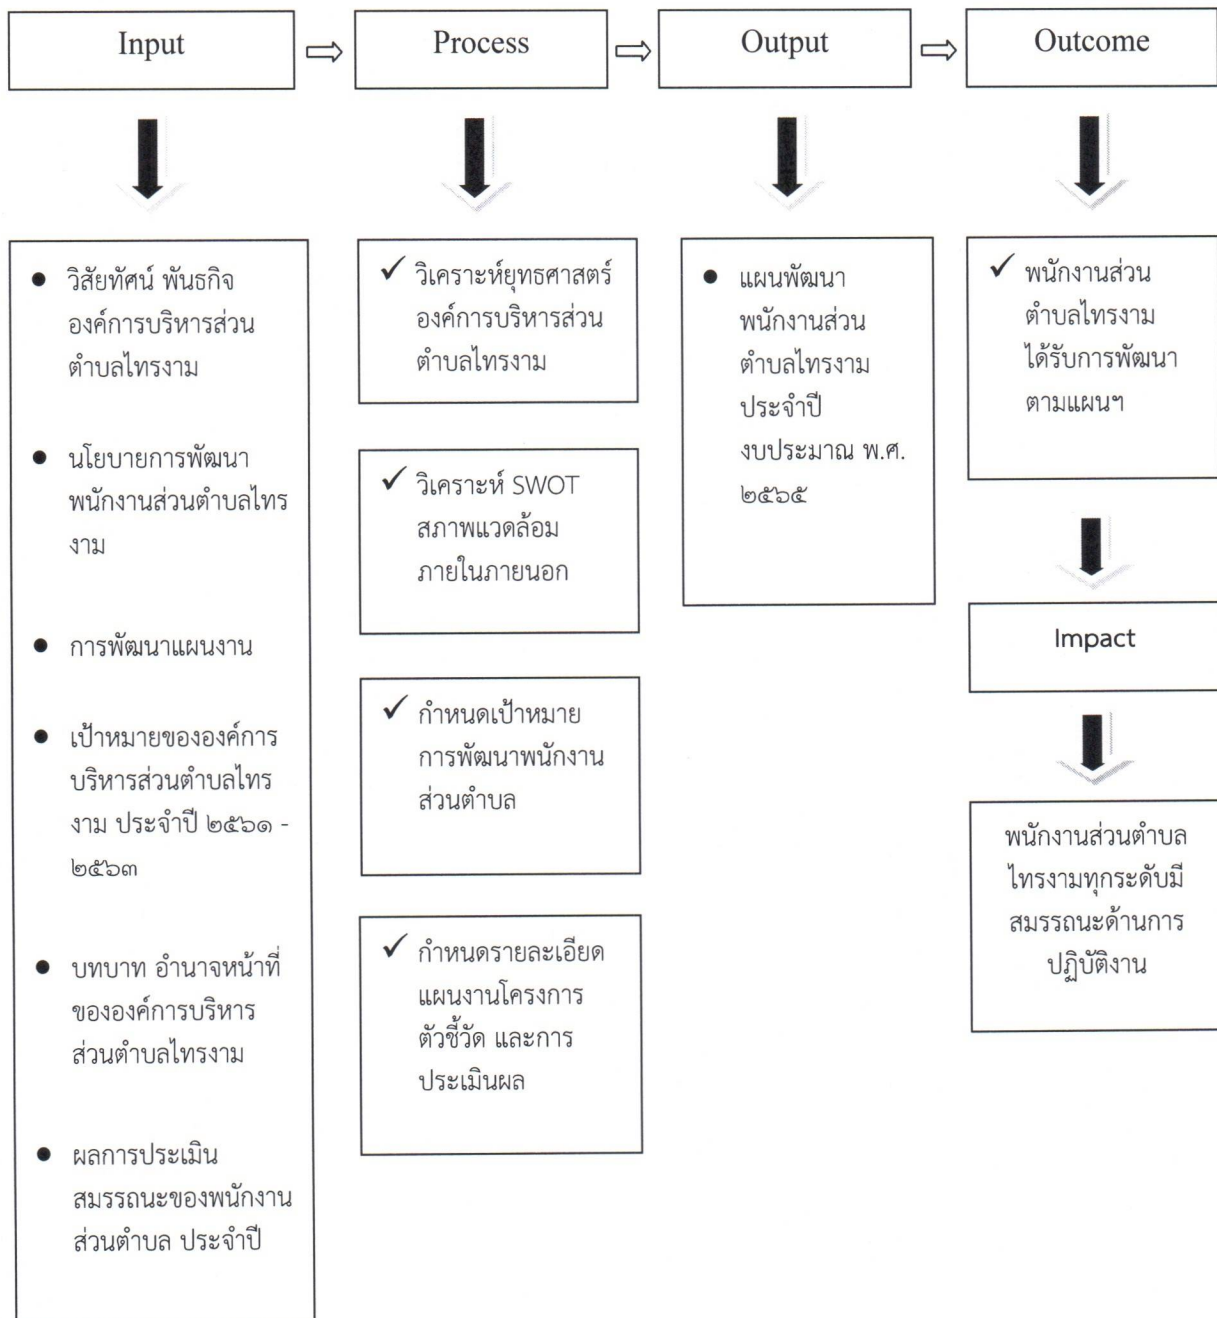 Input
Process
Output
Outcome
● วิสัยทัศน์ พันธกิจ
องค์การบริหารส่วน
ตำบลไทรงาม
● นโยบายการพัฒนา
พนักงานส่วนตำบลไทร
งาม
● การพัฒนาแผนงาน
● เป้าหมายขององค์การ
บริหารส่วนตำบลไทร
งาม ประจำปี ๒๕๖๑ -
๒๕๖๓
● บทบาท อำนาจหน้าที่
ขององค์การบริหาร
ส่วนตำบลไทรงาม
● ผลการประเมิน
สมรรถนะของพนักงาน
ส่วนตำบล ประจำปี
✓ วิเคราะห์ยุทธศาสตร์
องค์การบริหารส่วน
ตำบลไทรงาม
✓ วิเคราะห์ SWOT
สภาพแวดล้อม
ภายในภายนอก
✓ กำหนดเป้าหมาย
การพัฒนาพนักงาน
ส่วนตำบล
✓ กำหนดรายละเอียด
แผนงานโครงการ
ตัวชี้วัด และการ
ประเมินผล
● แผนพัฒนา
พนักงานส่วน
ตำบลไทรงาม
ประจำปี
งบประมาณ พ.ศ.
๒๕๖๕
✓ พนักงานส่วน
ตำบลไทรงาม
ได้รับการพัฒนา
ตามแผนฯ
Impact
พนักงานส่วนตำบล
ไทรงามทุกระดับมี
สมรรถนะด้านการ
ปฏิบัติงาน